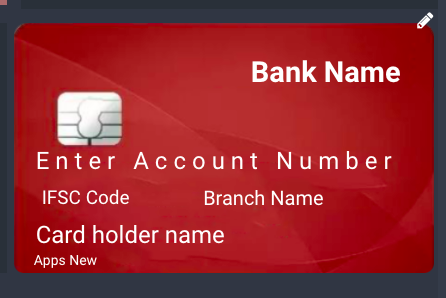 Bank Name
Enter Account Number
IFSC Code Branch Name
Card holder name
Apps New